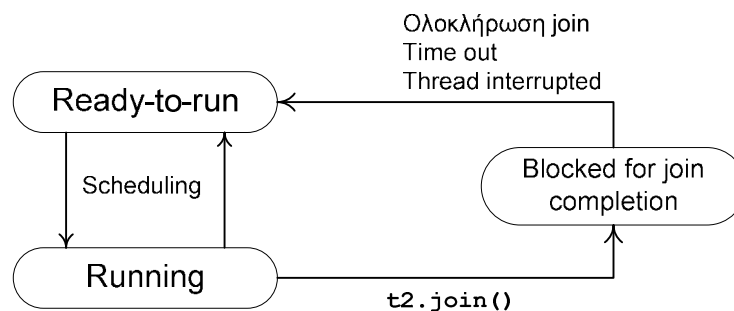 Ολοκλήρωση join
Time out
Thread interrupted
Ready-to-run
Scheduling
Blocked for join
completion
Running
t2.join()